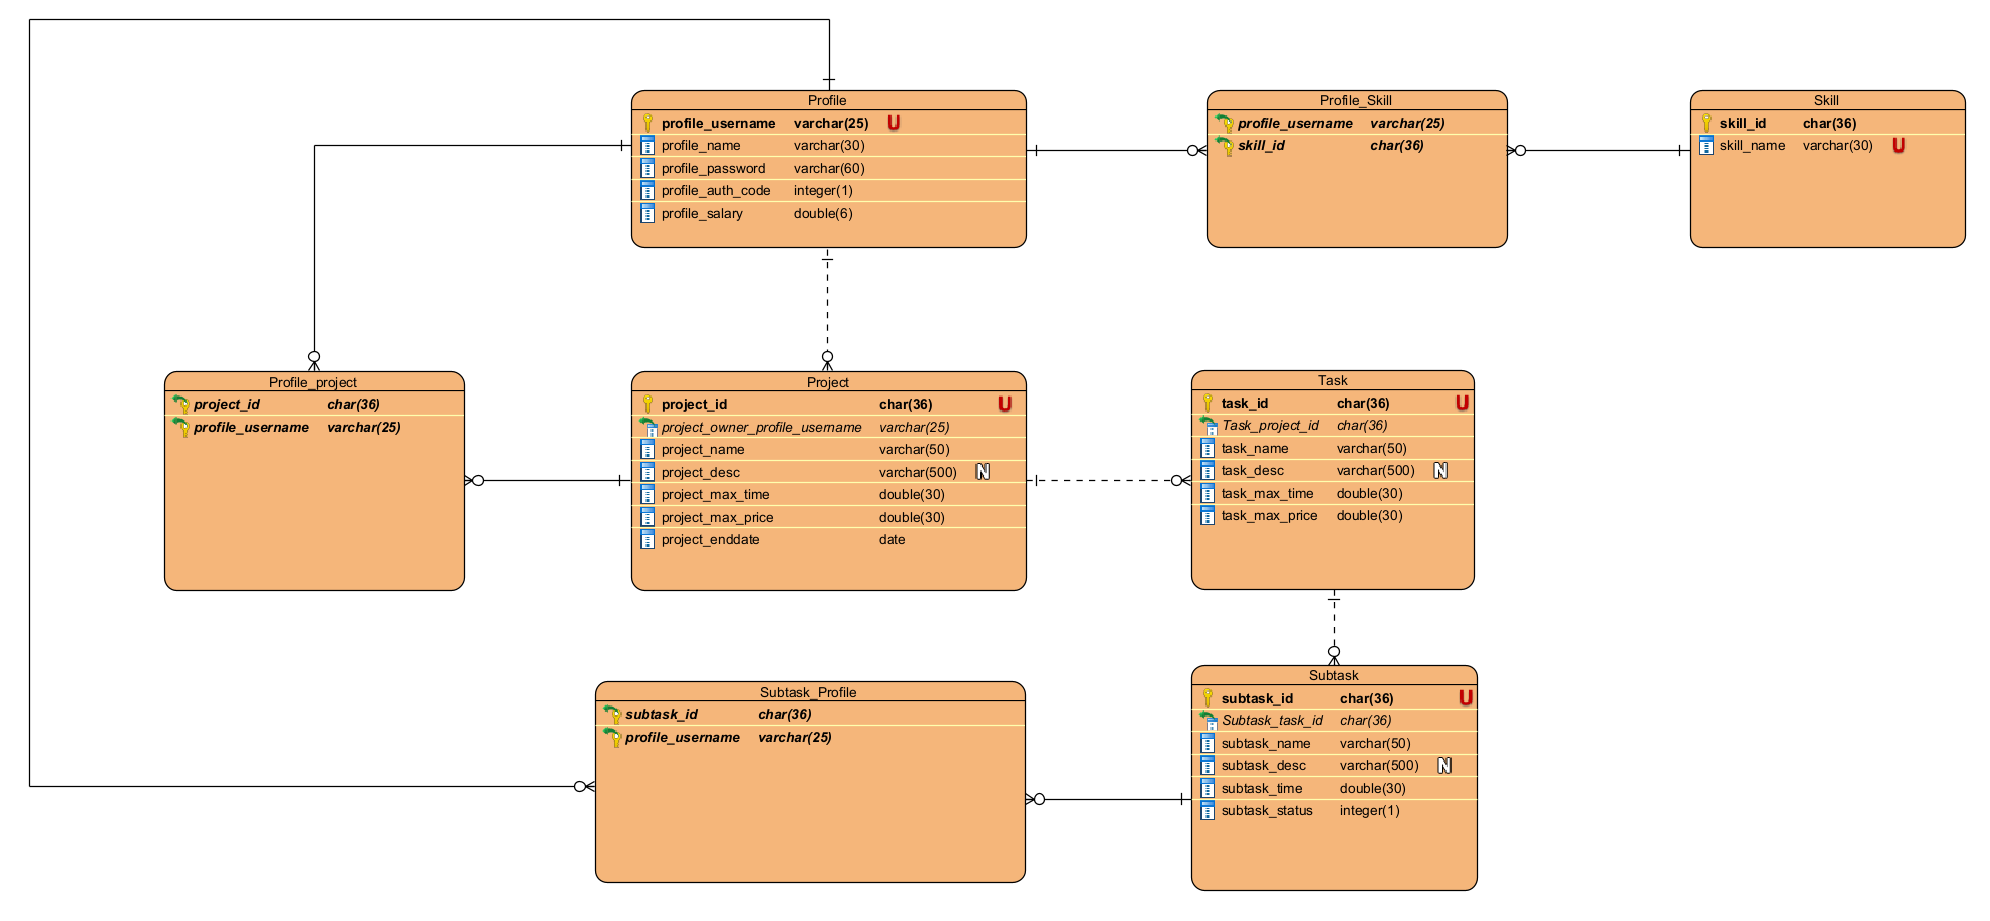 Profile
profile_username varchar(25) U
profile_name varchar(30)
profile_password varchar(60)
profile_auth_code integer(1)
profile_salary double(6)
Profile_Skill
profile_username varchar(25)
skill_id char(36)
Skill
skill_id char(36)
skill_name varchar(30) U
Profile_project
project_id char(36)
profile_username varchar(25)
Project
project_id char(36) U
project_owner_profile_username varchar(25)
project_name varchar(50)
project_desc varchar(500) N
project_max_time double(30)
project_max_price double(30)
project_enddate date
Task
task_id char(36) U
Task_project_id char(36)
task_name varchar(50)
task_desc varchar(500) N
task_max_time double(30)
task_max_price double(30)
Subtask_Profile
subtask_id char(36)
profile_username varchar(25)
Subtask
subtask_id char(36) U
Subtask_task_id char(36)
subtask_name varchar(50)
subtask_desc varchar(500) N
subtask_time double(30)
subtask_status integer(1)